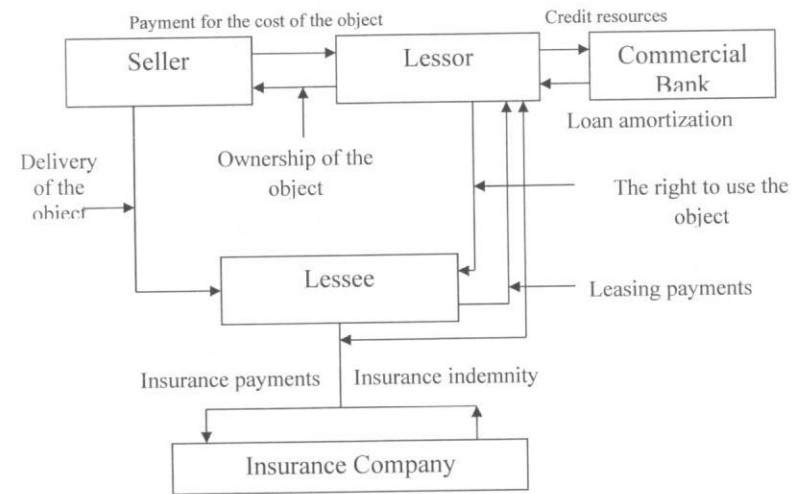 Payment for the cost of the object
Credit resources
Seller
Lessor
Commercial
Bank
Loan amortization
Delivery
of the
object
Ownership of the
object
The right to use the
object
Lessee
Leasing payments
Insurance payments
Insurance indemnity
Insurance Company